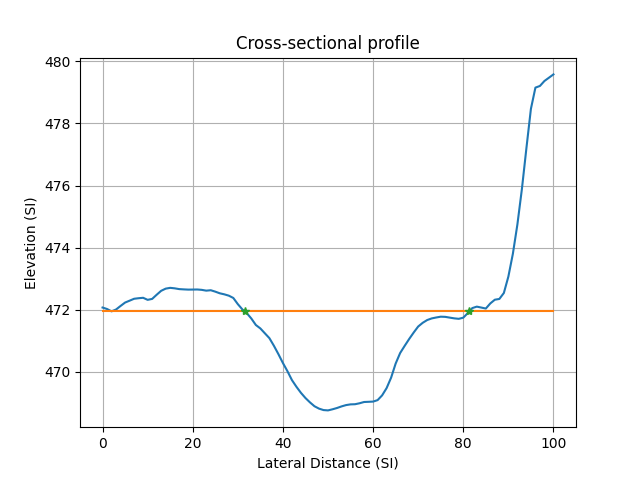 Cross-sectional profile
480
478
476
474
472
470
Elevation (SI)
0 20 40 60 80 100
Lateral Distance (SI)